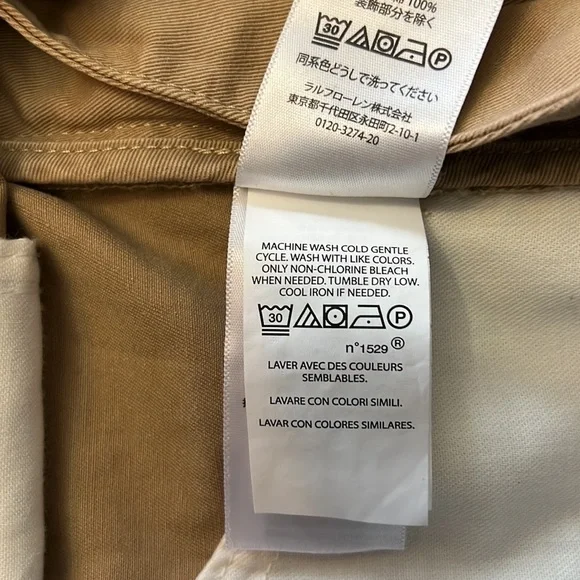 綿 100%
装飾部分を除く
30 P
同系色どうしで洗ってください
ラルフローレン株式会社
東京都千代田区永田町2-10-1
0120-3274-20
MACHINE WASH COLD GENTLE
CYCLE. WASH WITH LIKE COLORS.
ONLY NON-CHLORINE BLEACH
WHEN NEEDED. TUMBLE DRY LOW.
COOL IRON IF NEEDED.
30 P
n°1529 ®
LAVER AVEC DES COULEURS
SEMBLABLES.
LAVARE CON COLORI SIMILI.
LAVAR CON COLORES SIMILARES.